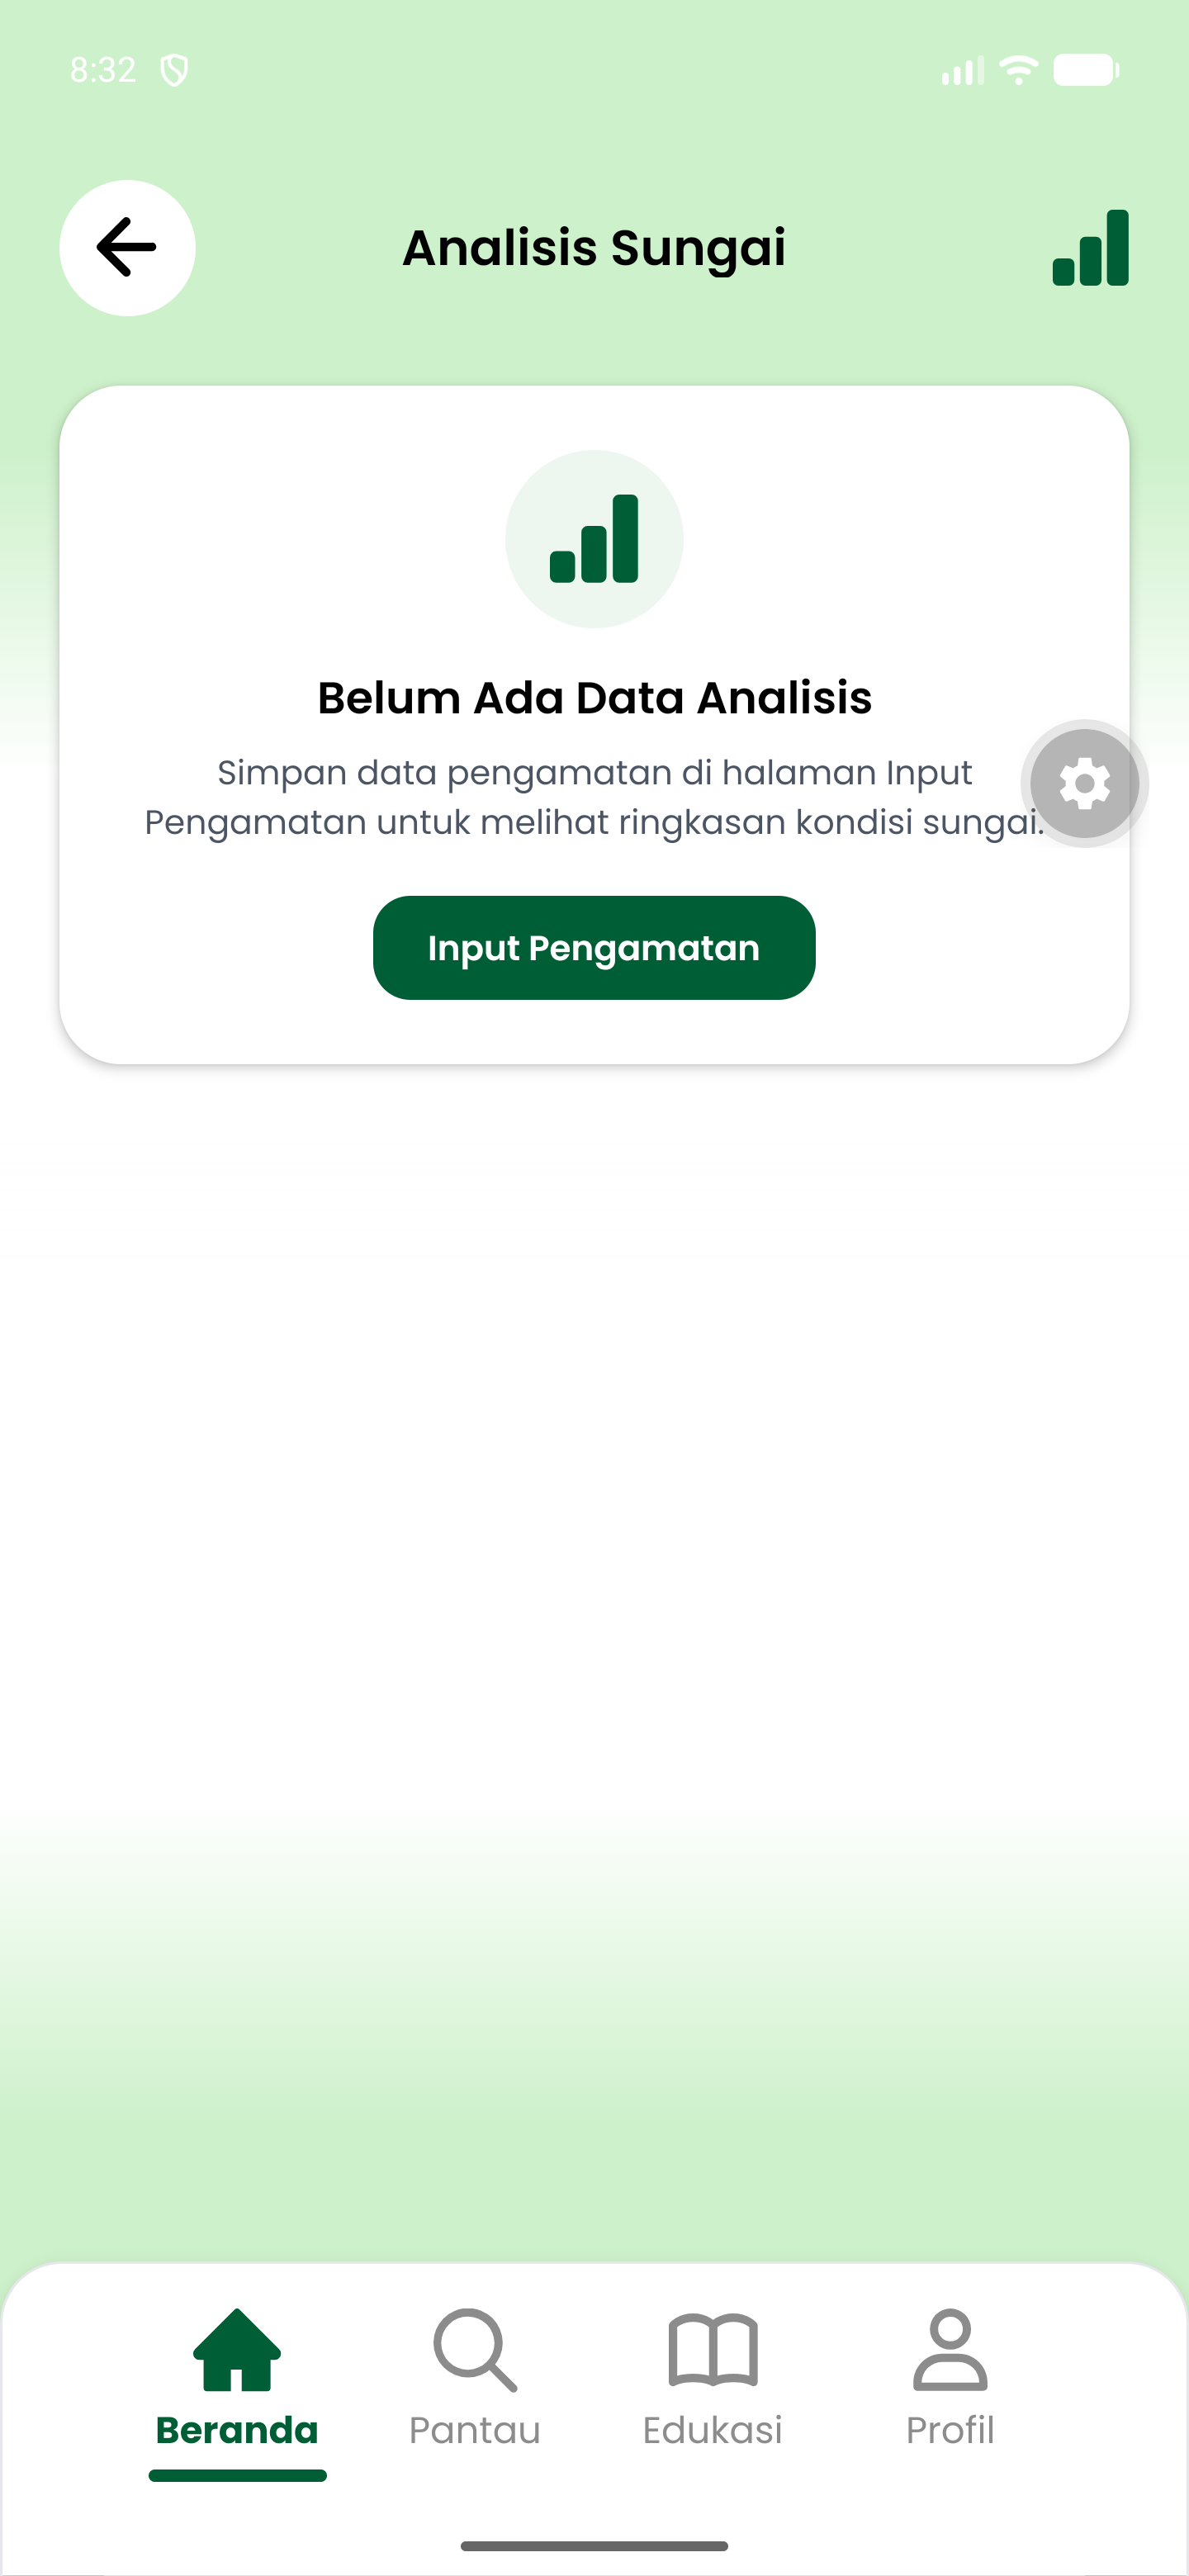 8:32
Analisis Sungai
Belum Ada Data Analisis
Simpan data pengamatan di halaman Input
Pengamatan untuk melihat ringkasan kondisi sungai.
Input Pengamatan
Beranda
Pantau
Edukasi
Profil